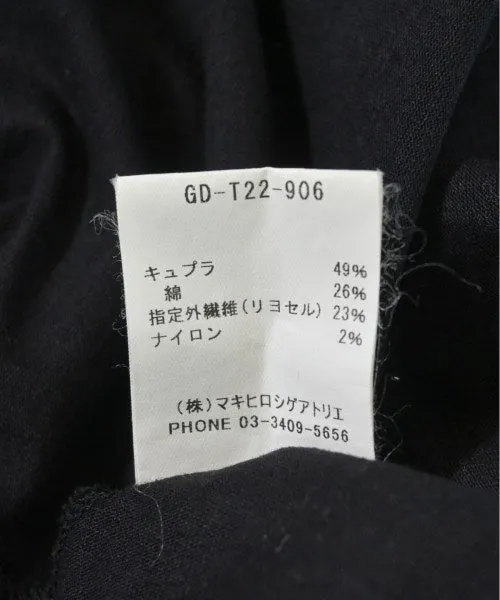 GD-T22-906
キュプラ 49%
綿 26%
指定外繊維(リヨセル) 23%
ナイロン 2%
(株)マキヒロシゲアトリエ
PHONE 03-3409-5656